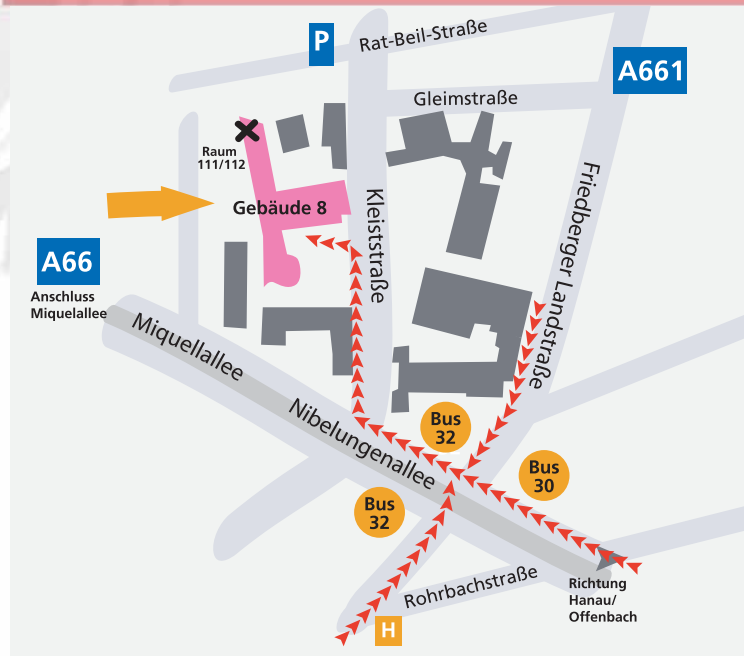 P
Rat-Beil-Straße
A661
Gleimstraße
Raum
111/112
Gebäude 8
Kleiststraße
Friedberger Landstraße
A66
Anschluss
Miquelallee
Miquellallee
Nibelungenallee
Bus
32
Bus
30
Bus
32
Rohrbachstraße
Richtung
Hanau/
Offenbach
H